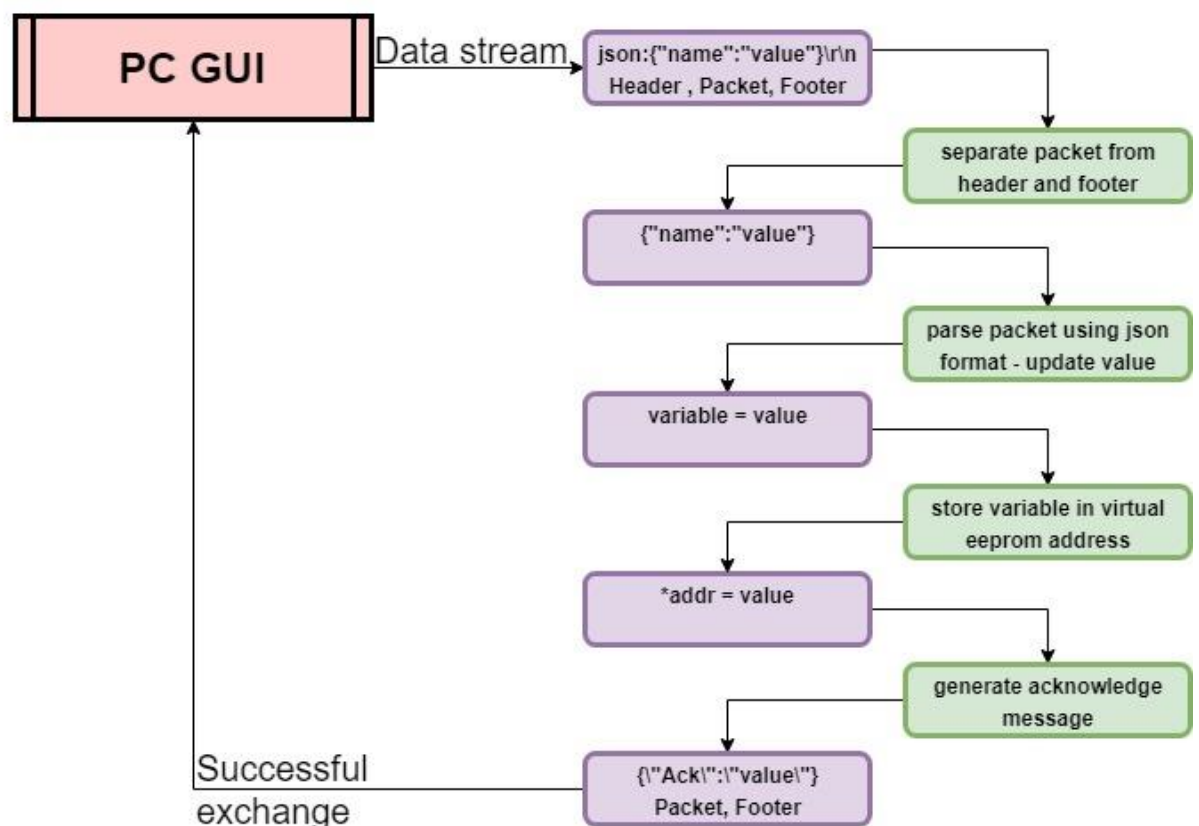 PC GUI
Data stream
json:{"name":"value"}\r\n
Header , Packet, Footer
separate packet from
header and footer
{"name":"value"}
parse packet using json
format - update value
variable = value
store variable in virtual
eeprom address
*addr = value
generate acknowledge
message
{\"Ack\":\"value\"}
Packet, Footer
Successful
exchange